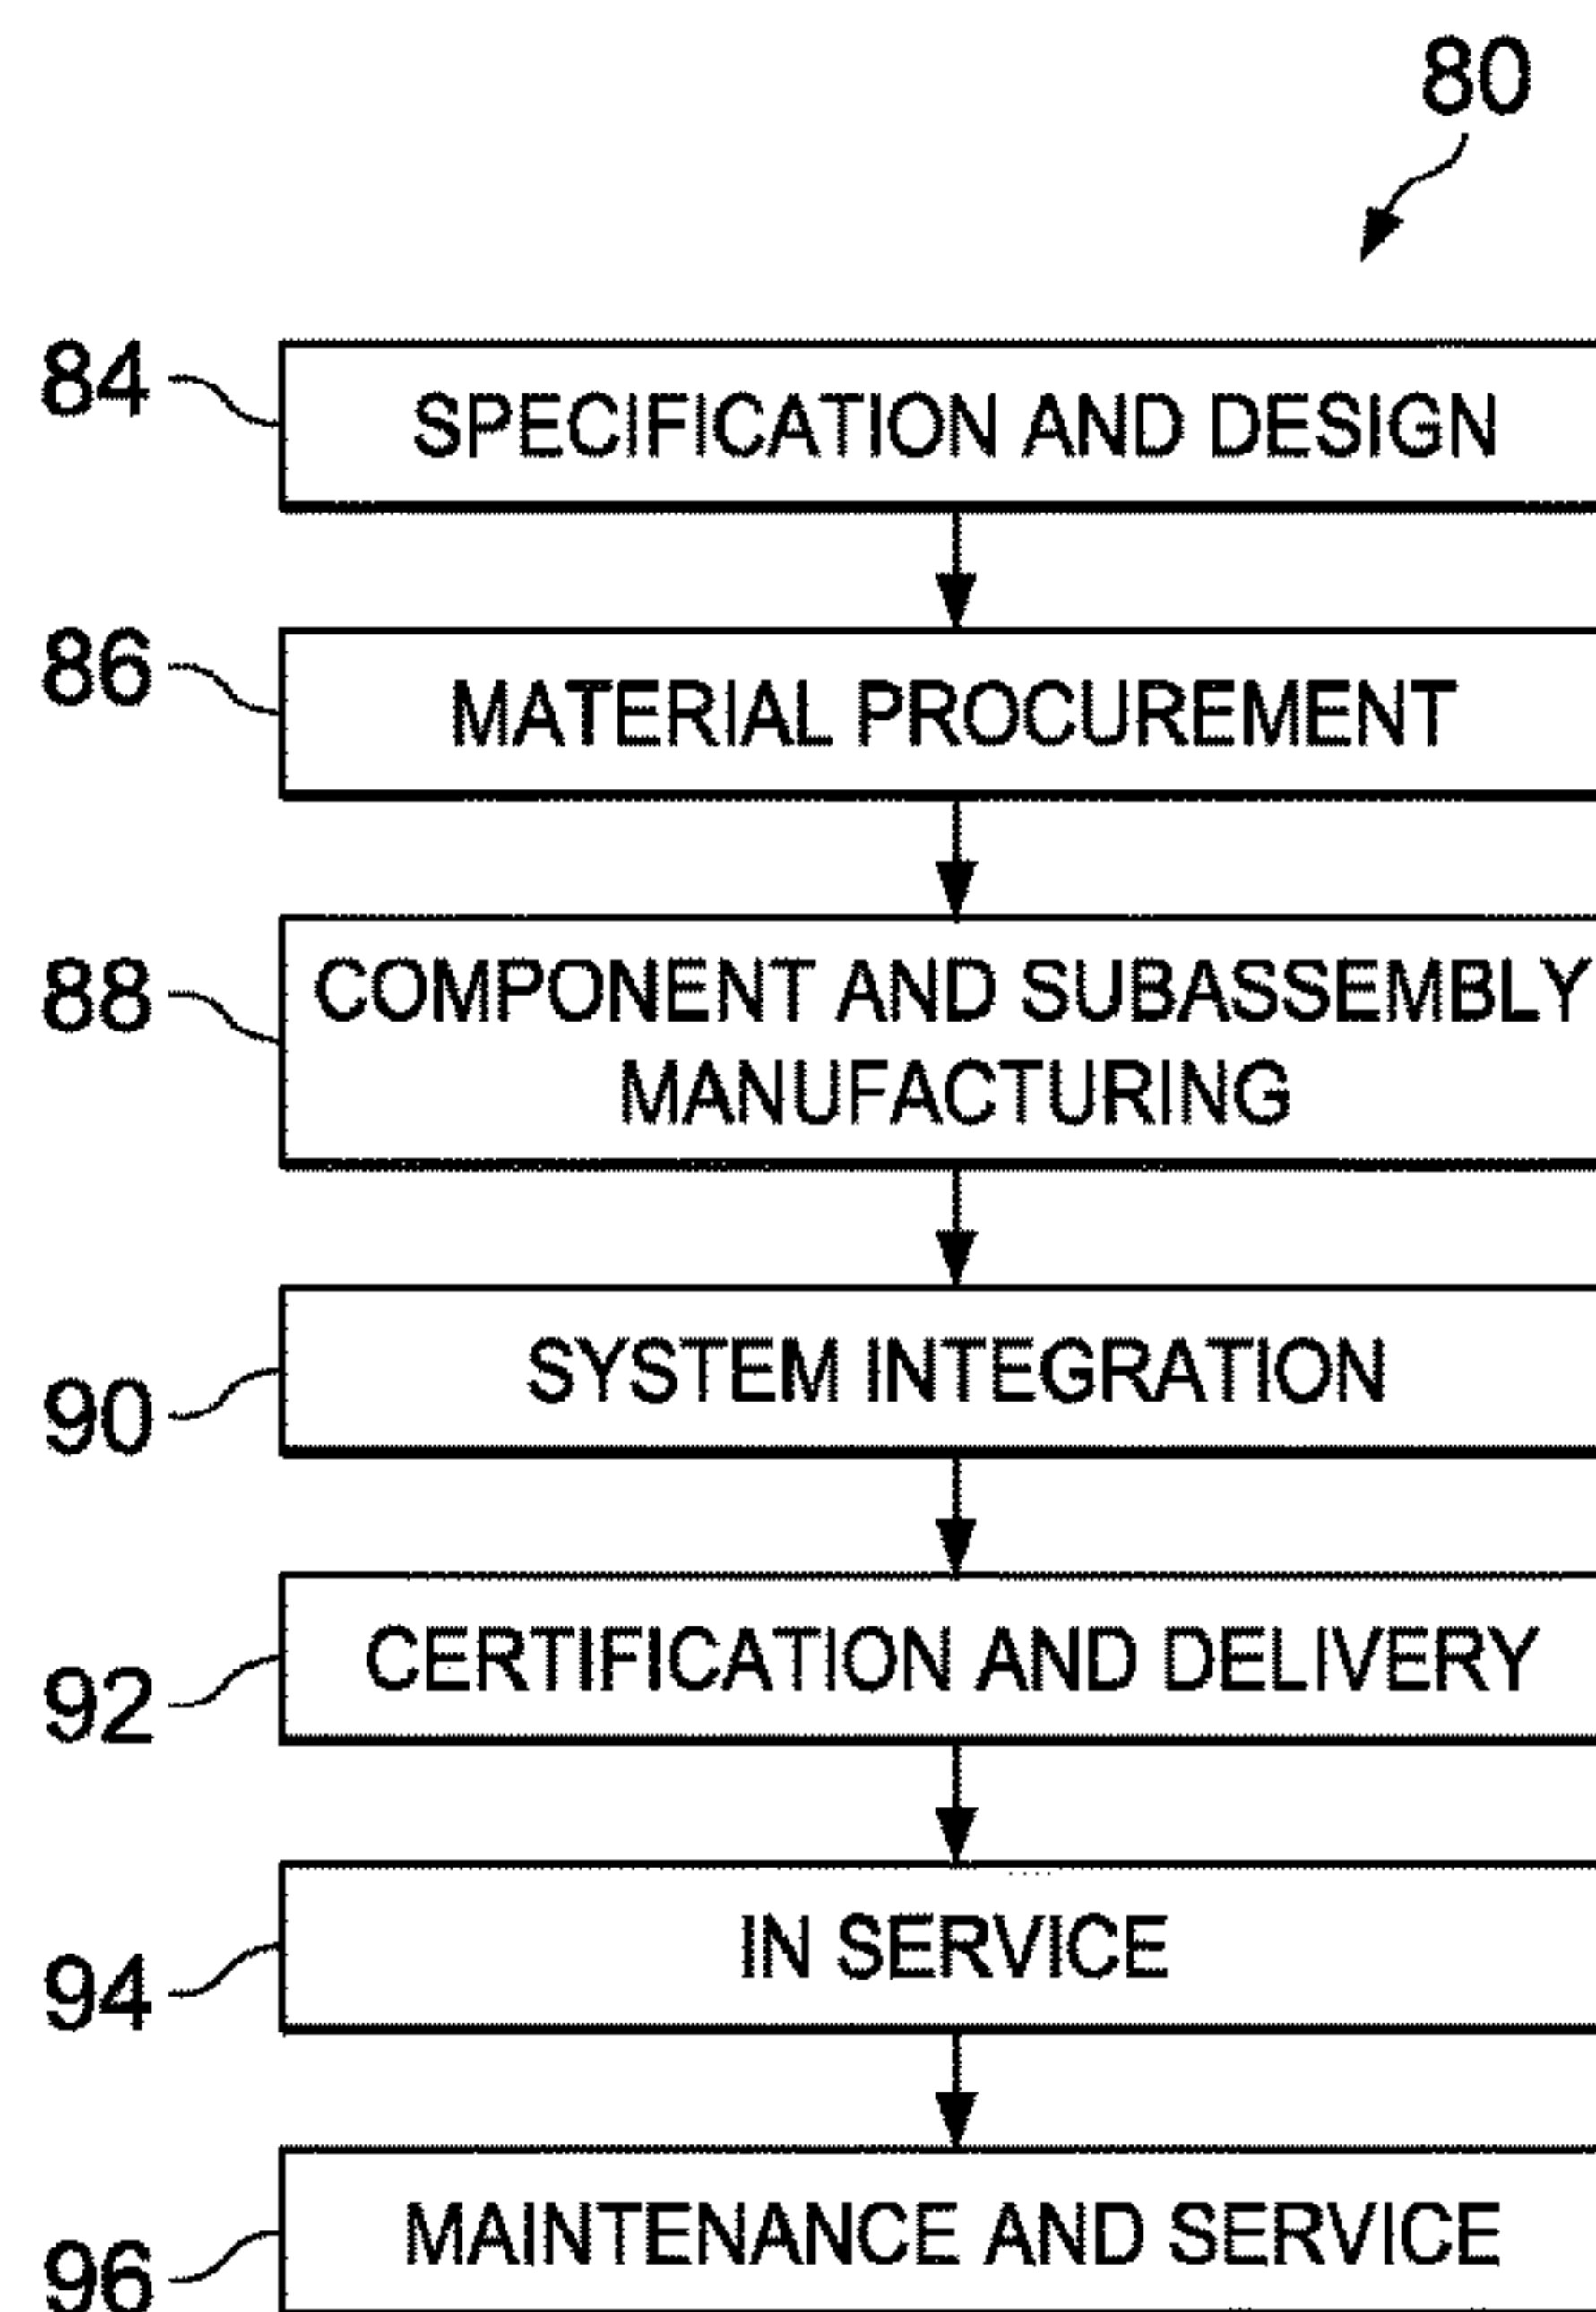 80
84
SPECIFICATION AND DESIGN
86
MATERIAL PROCUREMENT
88
COMPONENT AND SUBASSEMBLY
MANUFACTURING
90
SYSTEM INTEGRATION
92
CERTIFICATION AND DELIVERY
94
IN SERVICE
96
MAINTENANCE AND SERVICE